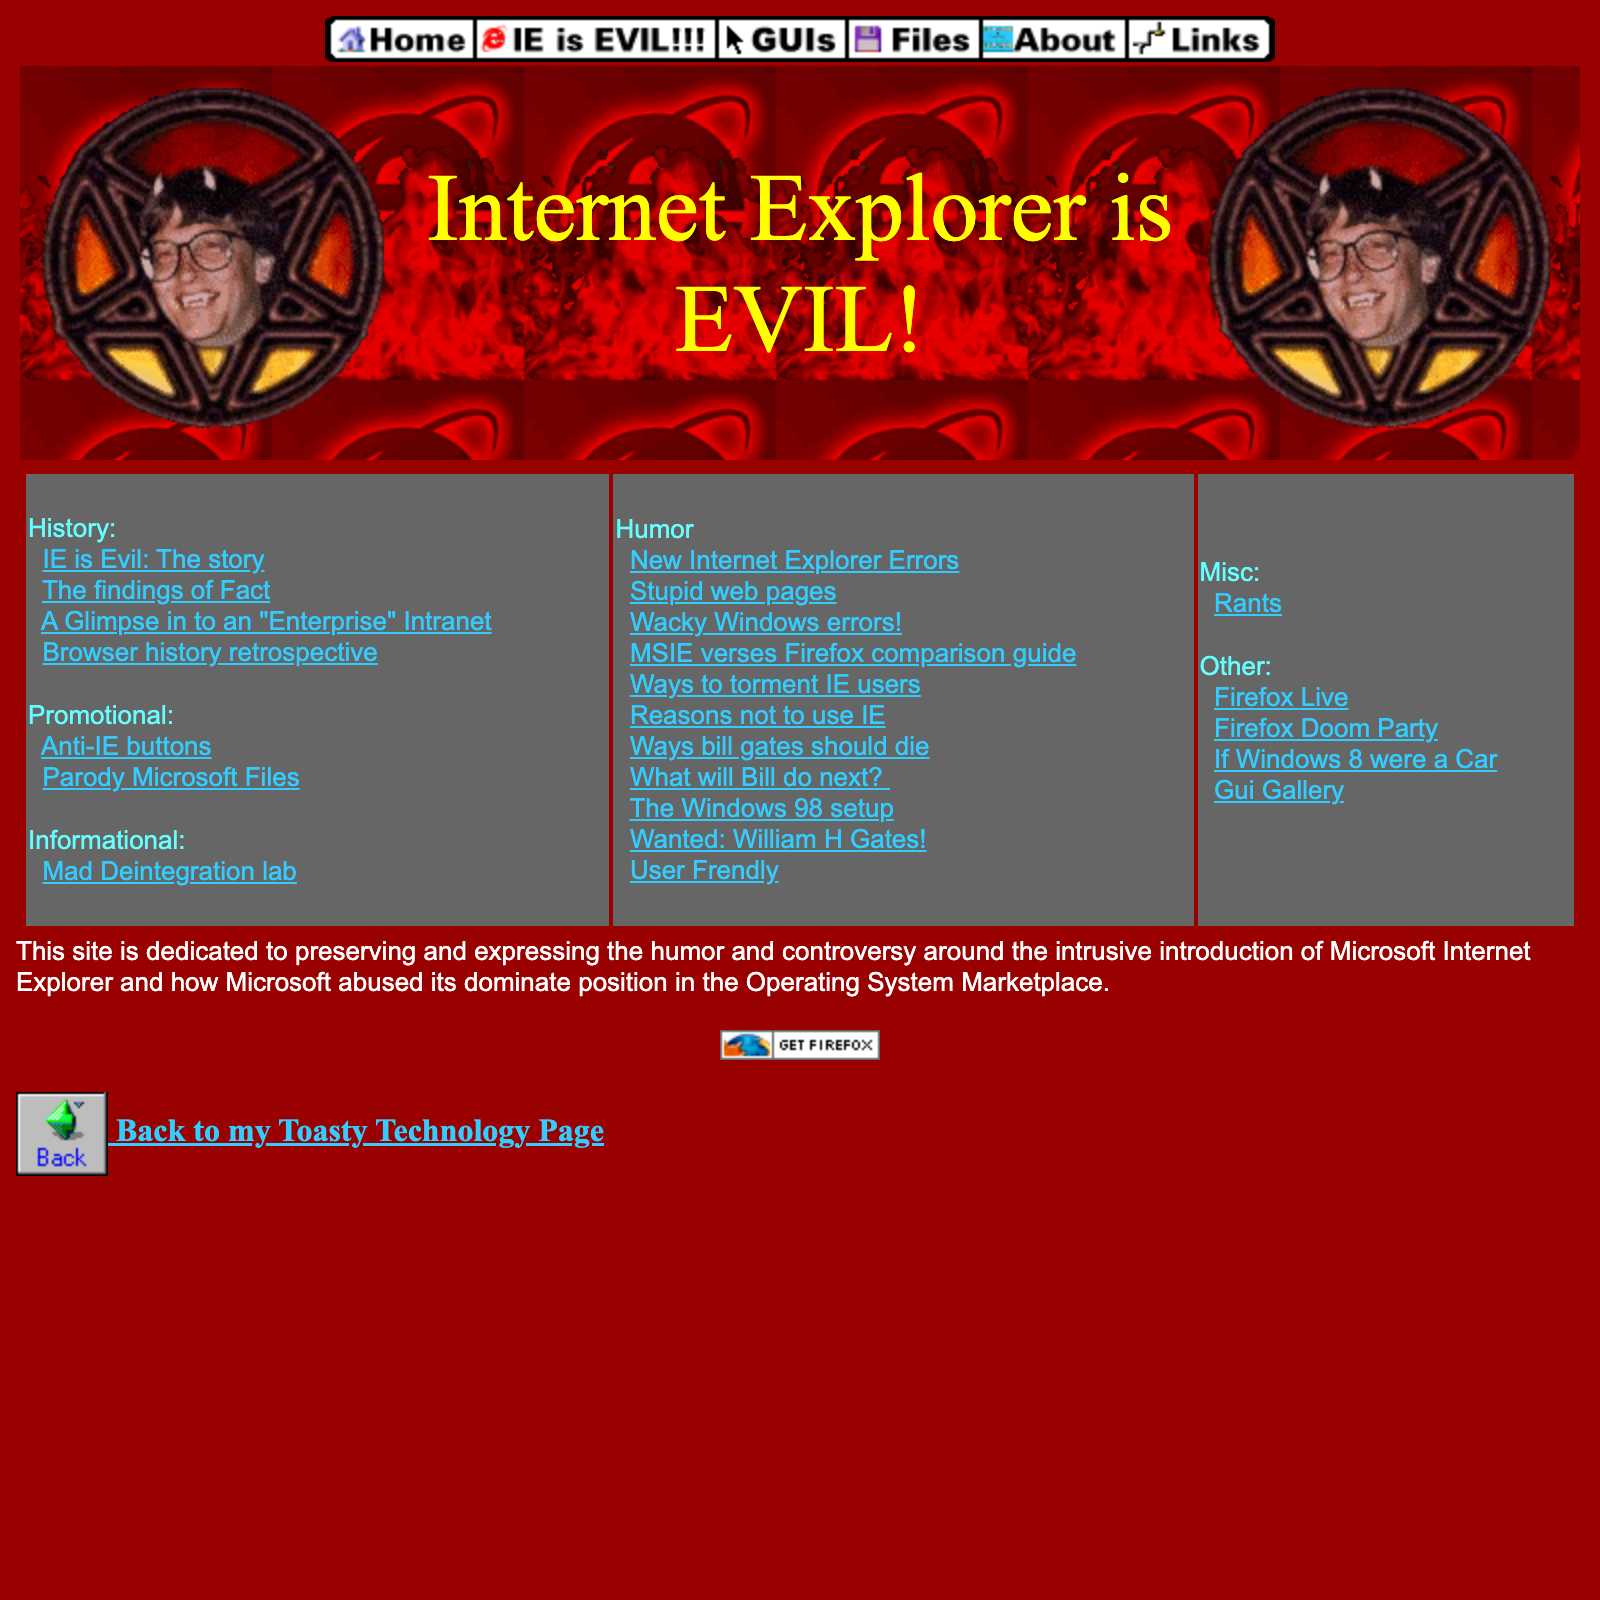 Home IE is EVIL!!! GUIs Files About Links
Internet Explorer is
EVIL!
History:
IE is Evil: The story
The findings of Fact
A Glimpse in to an "Enterprise" Intranet
Browser history retrospective
Promotional:
Anti-IE buttons
Parody Microsoft Files
Informational:
Mad Deintegration lab
Humor
New Internet Explorer Errors
Stupid web pages
Wacky Windows errors!
MSIE verses Firefox comparison guide
Ways to torment IE users
Reasons not to use IE
Ways bill gates should die
What will Bill do next?
The Windows 98 setup
Wanted: William H Gates!
User Frendly
Misc:
Rants
Other:
Firefox Live
Firefox Doom Party
If Windows 8 were a Car
Gui Gallery
This site is dedicated to preserving and expressing the humor and controversy around the intrusive introduction of Microsoft Internet
Explorer and how Microsoft abused its dominate position in the Operating System Marketplace.
GET FIREFOX
Back
Back to my Toasty Technology Page